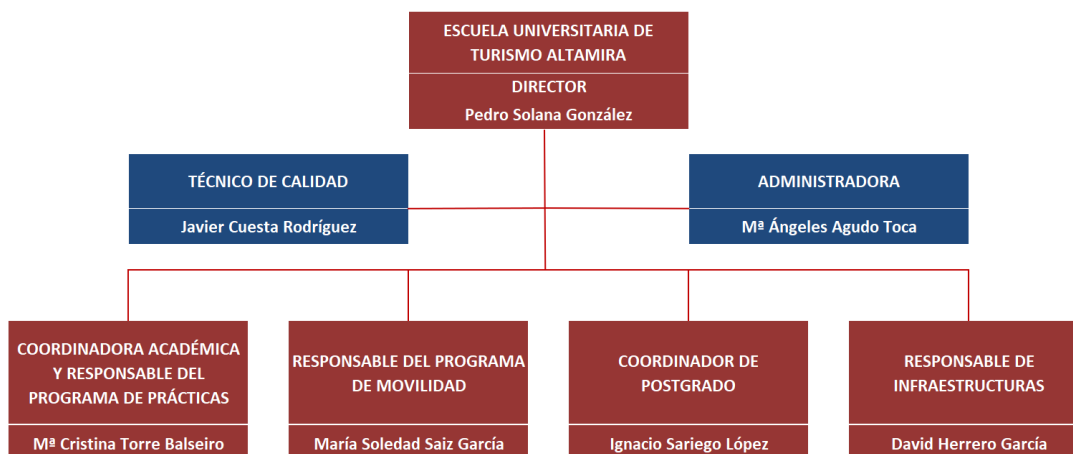 ESCUELA UNIVERSITARIA DE
TURISMO ALTAMIRA
DIRECTOR
Pedro Solana González
TÉCNICO DE CALIDAD
Javier Cuesta Rodríguez
ADMINISTRADORA
Mª Ángeles Agudo Toca
COORDINADORA ACADÉMICA
Y RESPONSABLE DEL
PROGRAMA DE PRÁCTICAS
Mª Cristina Torre Balseiro
RESPONSABLE DEL PROGRAMA
DE MOVILIDAD
María Soledad Saiz García
COORDINADOR DE
POSTGRADO
Ignacio Sariego López
RESPONSABLE DE
INFRAESTRUCTURAS
David Herrero García